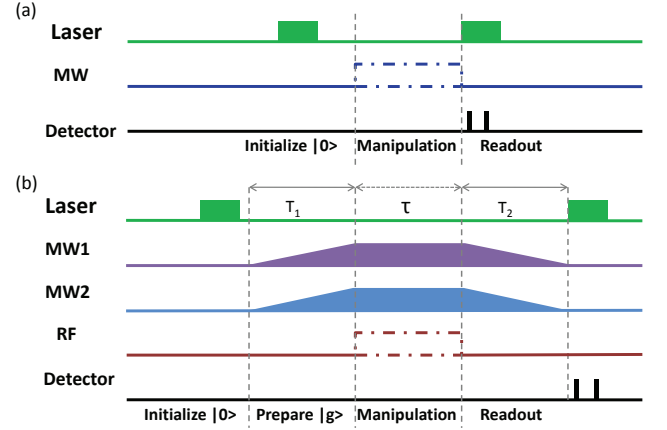 (a)
Laser
MW
Detector
Initialize |0> Manipulation Readout
(b)
T1 τ T2
Laser
MW1
MW2
RF
Detector
Initialize |0> Prepare |g> Manipulation Readout